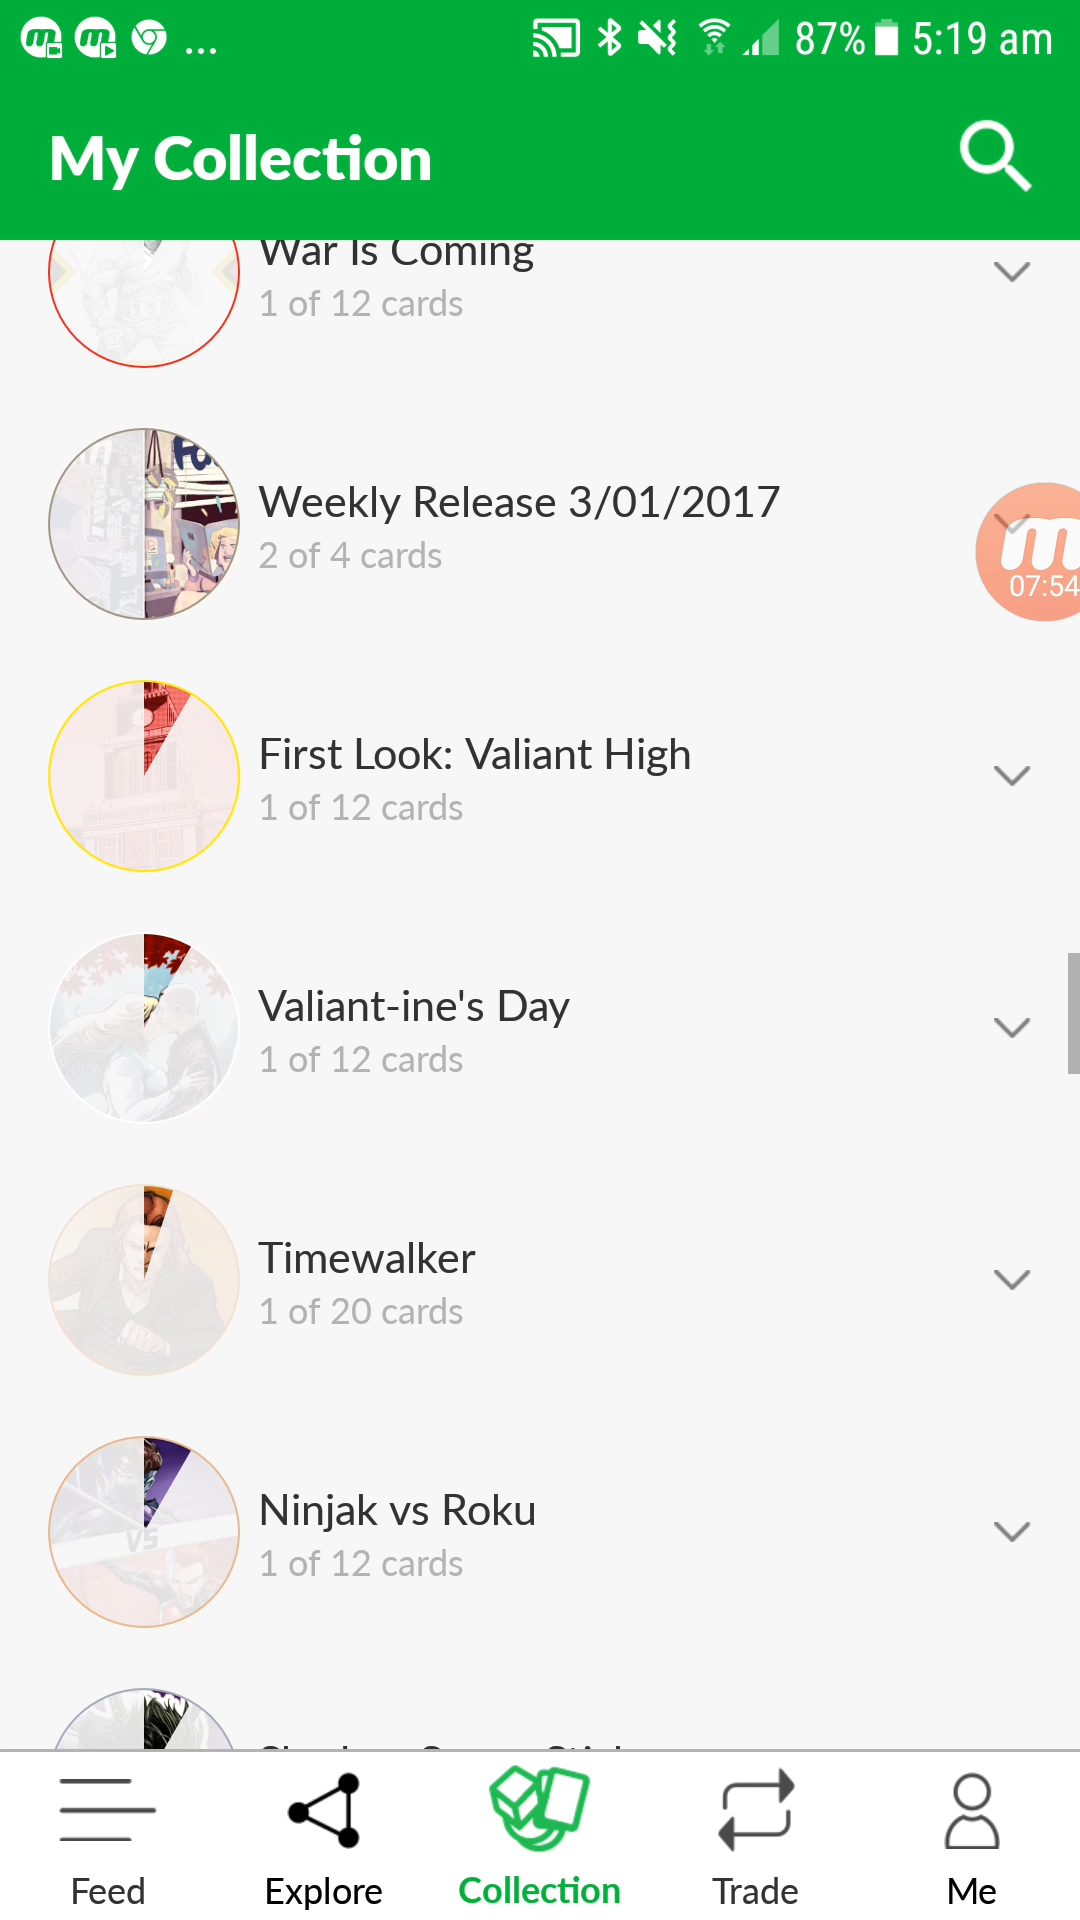 87% 5:19 am
My Collection
War Is Coming
1 of 12 cards
Weekly Release 3/01/2017
2 of 4 cards
07:54
First Look: Valiant High
1 of 12 cards
Valiant-ine's Day
1 of 12 cards
Timewalker
1 of 20 cards
VS
Ninjak vs Roku
1 of 12 cards
Feed
Explore
Collection
Trade
Me